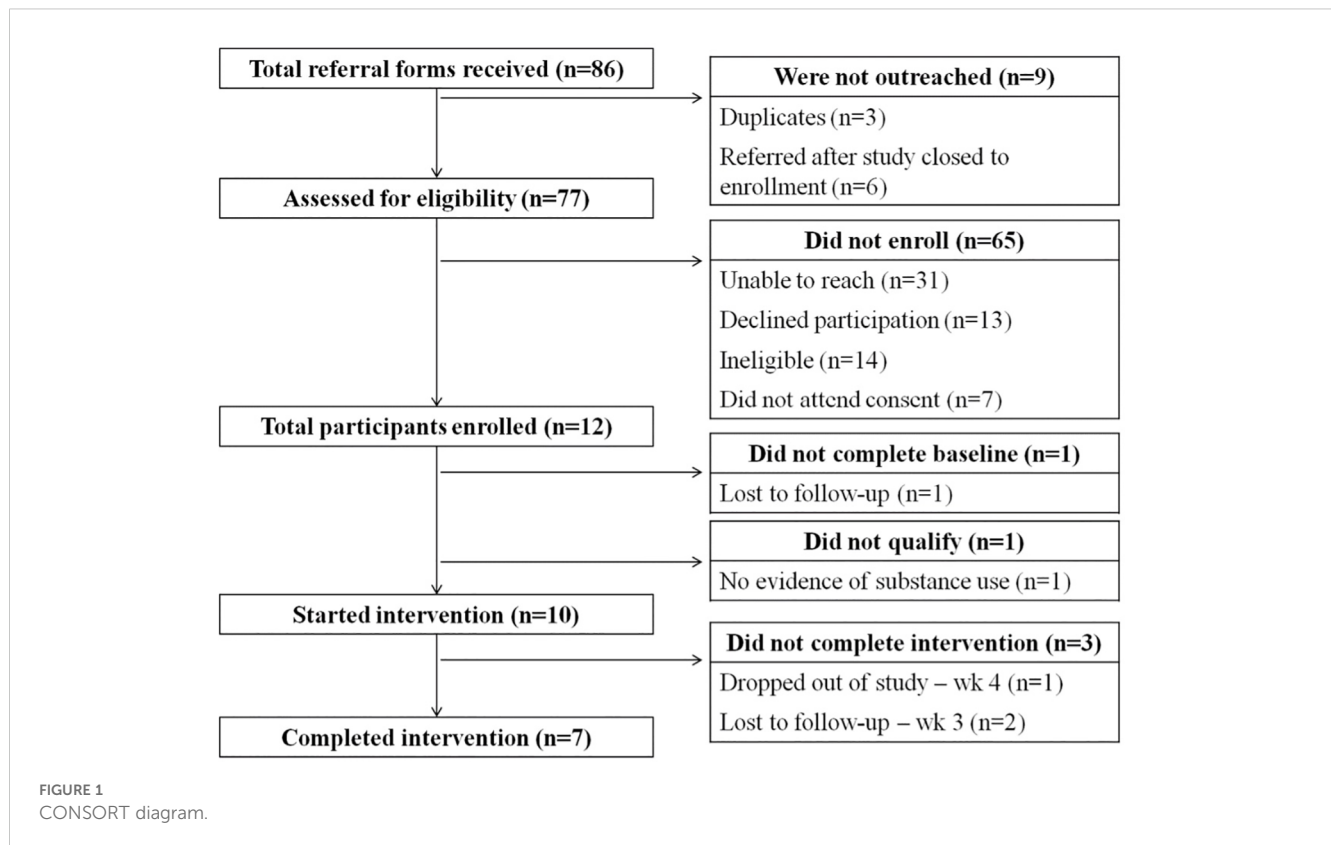 Total referral forms received (n=86)
Were not outreached (n=9)
Duplicates (n=3)
Referred after study closed to
enrollment (n=6)
Assessed for eligibility (n=77)
Did not enroll (n=65)
Unable to reach (n=31)
Declined participation (n=13)
Ineligible (n=14)
Did not attend consent (n=7)
Total participants enrolled (n=12)
Did not complete baseline (n=1)
Lost to follow-up (n=1)
Did not qualify (n=1)
No evidence of substance use (n=1)
Started intervention (n=10)
Did not complete intervention (n=3)
Dropped out of study – wk 4 (n=1)
Lost to follow-up – wk 3 (n=2)
Completed intervention (n=7)
FIGURE 1
CONSORT diagram.